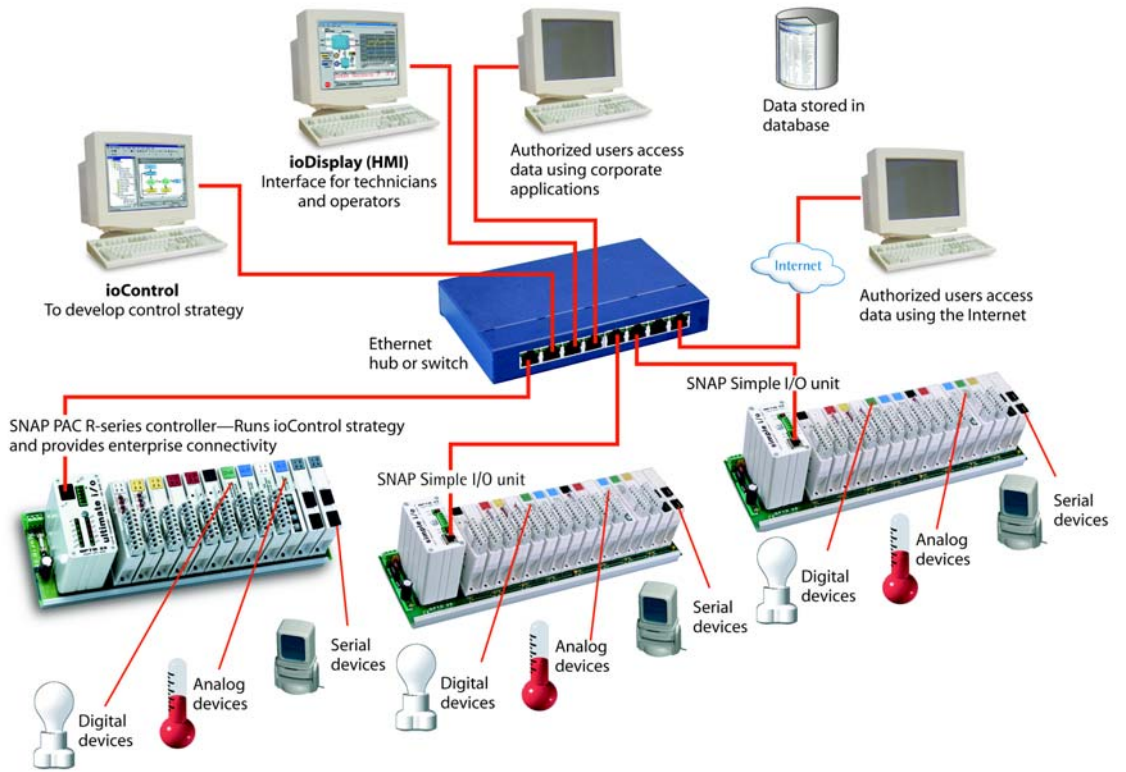 Data stored in
database
ioDisplay (HMI)
Interface for technicians
and operators
Authorized users access
data using corporate
applications
ioControl
To develop control strategy
Internet
Authorized users access
data using the Internet
Ethernet
hub or switch
SNAP PAC R-series controller—Runs ioControl strategy
and provides enterprise connectivity
SNAP Simple I/O unit
SNAP Simple I/O unit
ultimate i/o
simple i/o
simple i/o
Serial
devices
Analog
devices
Digital
devices
Serial
devices
Analog
devices
Digital
devices
Serial
devices
Analog
devices
Digital
devices